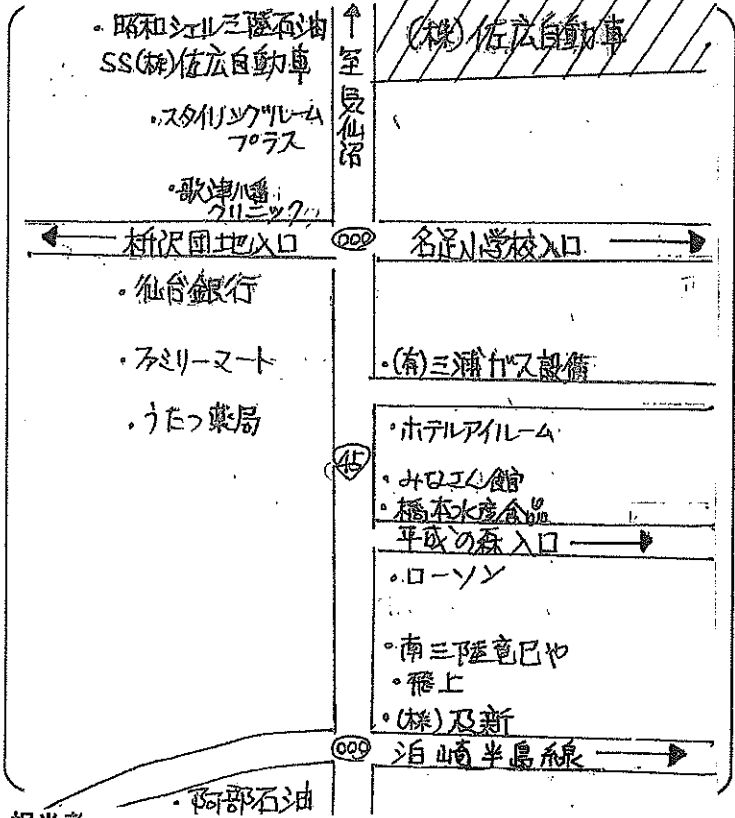 ・昭和シェル三陸石油
SS(株)佐広自動車
・スタイリングルーム
プラス
・歌津八番
クリニック
↑
至
気仙沼
(株)佐広自動車
← 桝沢団地入口
名足小学校入口 →
・仙台銀行
・ファミリーマート
・うたつ薬局
・(有)三浦ガス設備
45
・ホテルアイルーム
・みなさん館
・橋本水産食品
平成の森入口 →
・ローソン
・南三陸竜巳や
・飛上
・(株)及新
泊崎半島線 →
・阿部石油